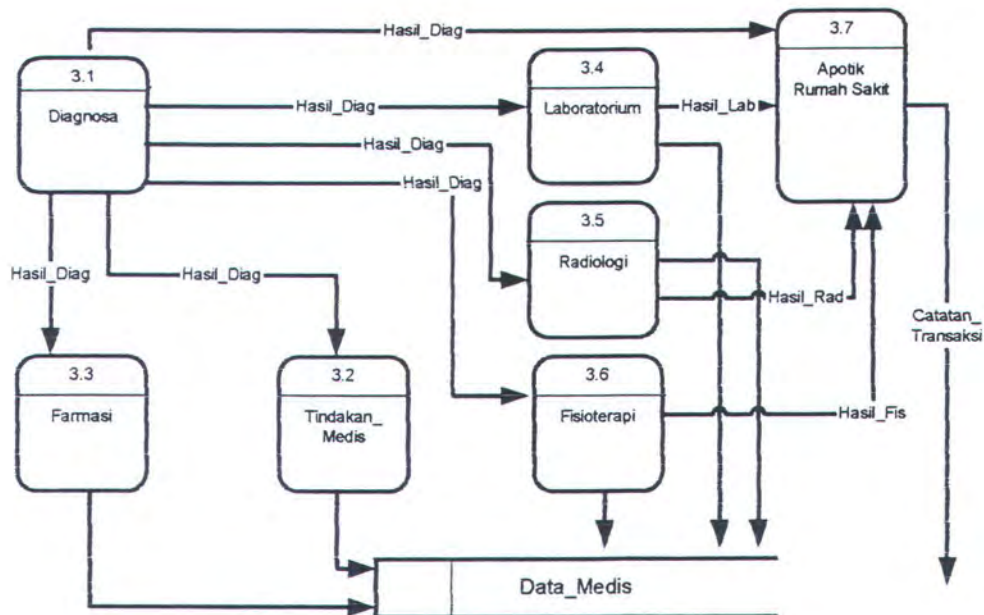 Hasil_Diag
3.7
Apotik
Rumah Sakit
3.1
Diagnosa
3.4
Laboratorium
Hasil_Diag
Hasil_Lab
Hasil_Diag
Hasil_Diag
3.5
Radiologi
Hasil_Diag
Hasil_Diag
Hasil_Rad
Catatan_
Transaksi
3.3
Farmasi
3.2
Tindakan_
Medis
3.6
Fisioterapi
Hasil_Fis
Data_Medis